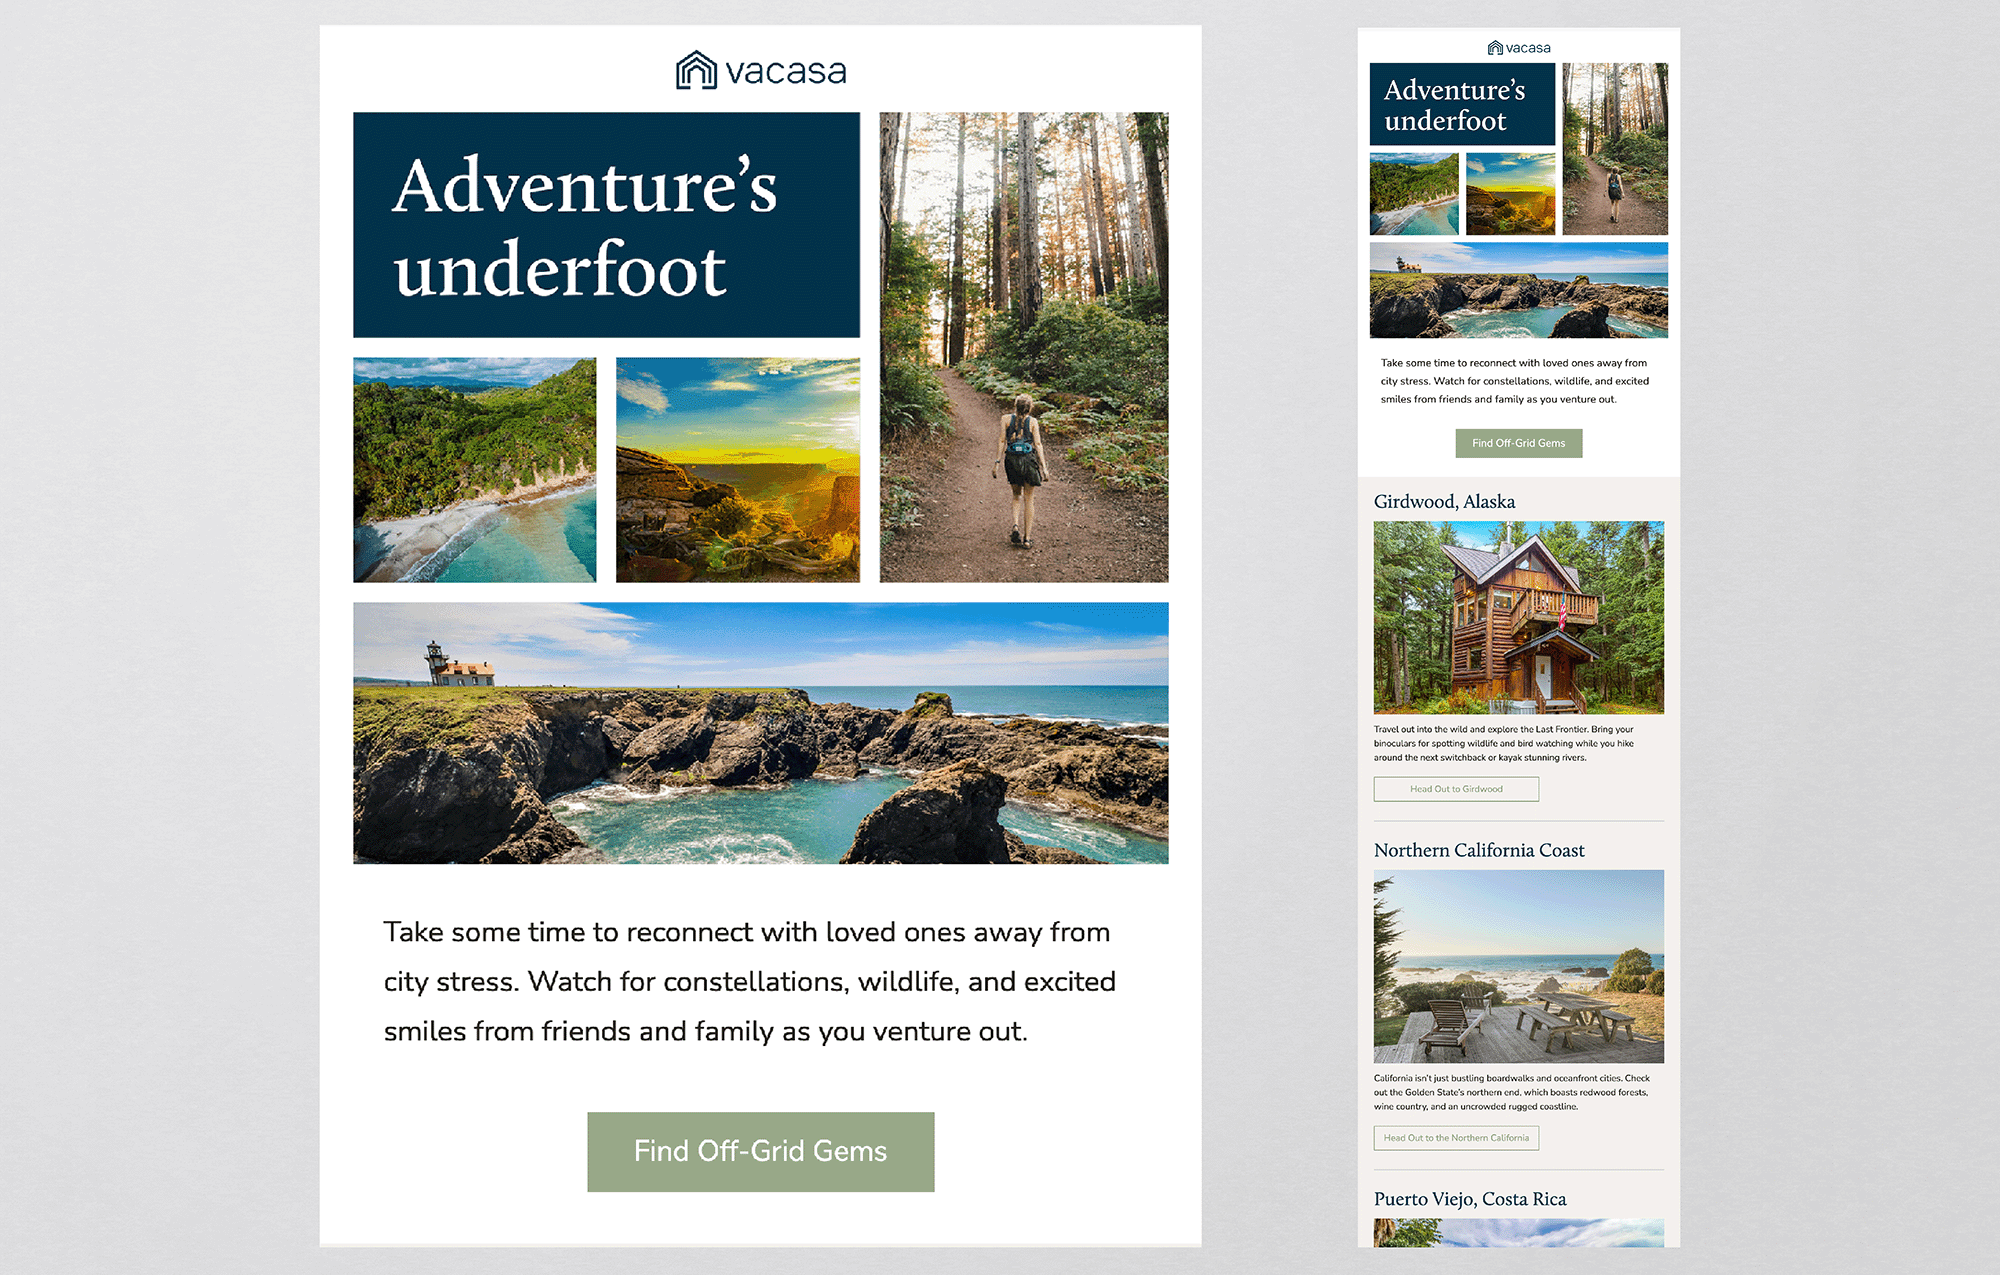 vacasa
Adventure’s
underfoot
Take some time to reconnect with loved ones away from
city stress. Watch for constellations, wildlife, and excited
smiles from friends and family as you venture out.
Find Off-Grid Gems
vacasa
Adventure’s
underfoot
Take some time to reconnect with loved ones away from
city stress. Watch for constellations, wildlife, and excited
smiles from friends and family as you venture out.
Find Off-Grid Gems
Girdwood, Alaska
Travel out into the wild and explore the Last Frontier. Bring your
binoculars for spotting wildlife and bird watching while you hike
around the next switchback or kayak stunning rivers.
Head Out to Girdwood
Northern California Coast
California isn't just bustling boardwalks and oceanfront cities. Check
out the Golden State's northern end, which boasts redwood forests,
wine country, and an uncrowded rugged coastline.
Head Out to the Northern California
Puerto Viejo, Costa Rica